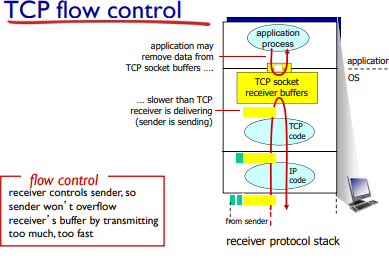 TCP flow control
application may
remove data from
TCP socket buffers ....
... slower than TCP
receiver is delivering
(sender is sending)
flow control
receiver controls sender, so
sender won’t overflow
receiver’s buffer by transmitting
too much, too fast
application
process
application
OS
TCP socket
receiver buffers
TCP
code
IP
code
from sender
receiver protocol stack